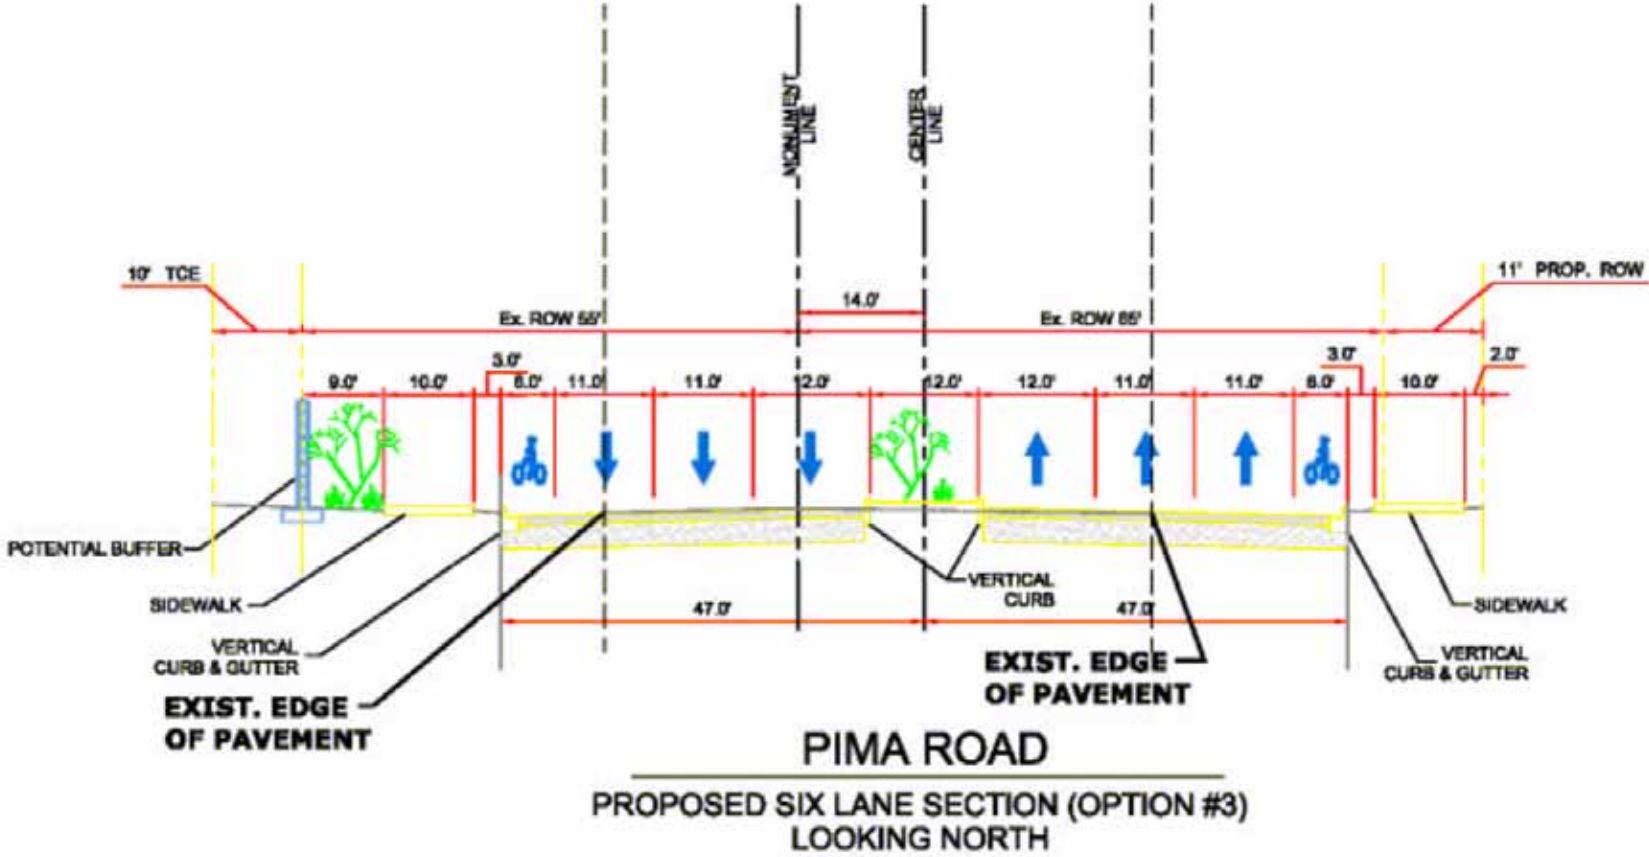 MONUMENT
LINE
CENTER
LINE
10' TCE
11' PROP. ROW
14.0'
Ex. ROW 55'
Ex. ROW 65'
3.0'
3.0'
2.0'
9.0'
10.0'
6.0'
11.0'
11.0'
12.0'
12.0'
12.0'
11.0'
11.0'
6.0'
10.0'
POTENTIAL BUFFER
SIDEWALK
VERTICAL
CURB & GUTTER
EXIST. EDGE
OF PAVEMENT
47.0'
VERTICAL
CURB
47.0'
EXIST. EDGE
OF PAVEMENT
SIDEWALK
VERTICAL
CURB & GUTTER
PIMA ROAD
PROPOSED SIX LANE SECTION (OPTION #3)
LOOKING NORTH